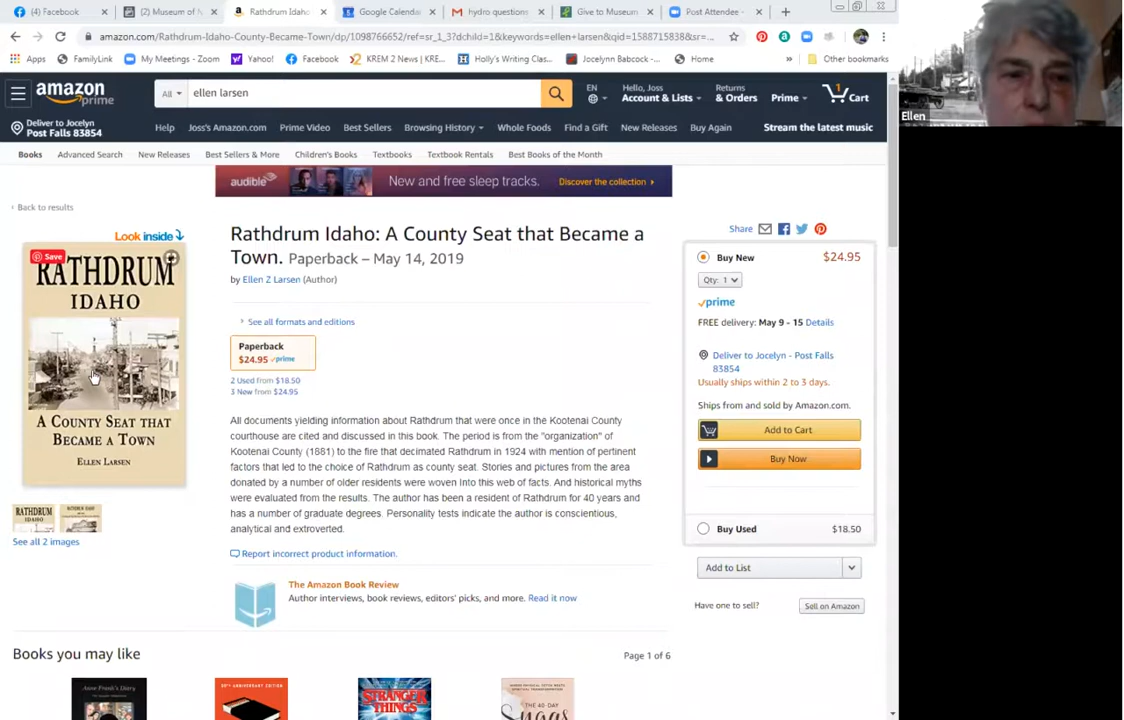 (4) Facebook
(2) Museum of N
Rathdrum Idaho
Google Calenda
hydro questions
Give to Museum
Post Attendee -
amazon.com/Rathdrum-Idaho-County-Became-Town/dp/1098766652/ref=sr_1_3?dchild=1&keywords=ellen+larsen&qid=1588715838&sr=...
Apps
FamilyLink
My Meetings - Zoom
Yahoo!
Facebook
KREM 2 News | KRE...
Holly's Writing Clas...
Jocelynn Babcock -...
Home
»
Other bookmarks
Ellen
amazon prime
All
ellen larsen
EN
Hello, Joss
Account & Lists
Returns
& Orders
Prime
1
Cart
Deliver to Jocelyn
Post Falls 83854
Help
Joss's Amazon.com
Prime Video
Best Sellers
Browsing History
Whole Foods
Find a Gift
New Releases
Buy Again
Stream the latest music
Books
Advanced Search
New Releases
Best Sellers & More
Children's Books
Textbooks
Textbook Rentals
Best Books of the Month
audible
New and free sleep tracks.
Discover the collection
‹ Back to results
Look inside
Save
RATHDRUM
IDAHO
A COUNTY SEAT THAT
BECAME A TOWN
ELLEN LARSEN
RATHDRUM
IDAHO
See all 2 images
Rathdrum Idaho: A County Seat that Became a
Town. Paperback – May 14, 2019
by Ellen Z Larsen (Author)
› See all formats and editions
Paperback
$24.95 prime
2 Used from $18.50
3 New from $24.95
All documents yielding information about Rathdrum that were once in the Kootenai County
courthouse are cited and discussed in this book. The period is from the "organization" of
Kootenai County (1881) to the fire that decimated Rathdrum in 1924 with mention of pertinent
factors that led to the choice of Rathdrum as county seat. Stories and pictures from the area
donated by a number of older residents were woven into this web of facts. And historical myths
were evaluated from the results. The author has been a resident of Rathdrum for 40 years and
has a number of graduate degrees. Personality tests indicate the author is conscientious,
analytical and extroverted.
Report incorrect product information.
The Amazon Book Review
Author interviews, book reviews, editors' picks, and more. Read it now
Share
Buy New
$24.95
Qty: 1
prime
FREE delivery: May 9 - 15 Details
Deliver to Jocelyn - Post Falls
83854
Usually ships within 2 to 3 days.
Ships from and sold by Amazon.com.
Add to Cart
Buy Now
Buy Used
$18.50
Add to List
Have one to sell?
Sell on Amazon
Books you may like
Page 1 of 6
Anne Frank's Diary
STRANGER
THINGS
THE 40-DAY